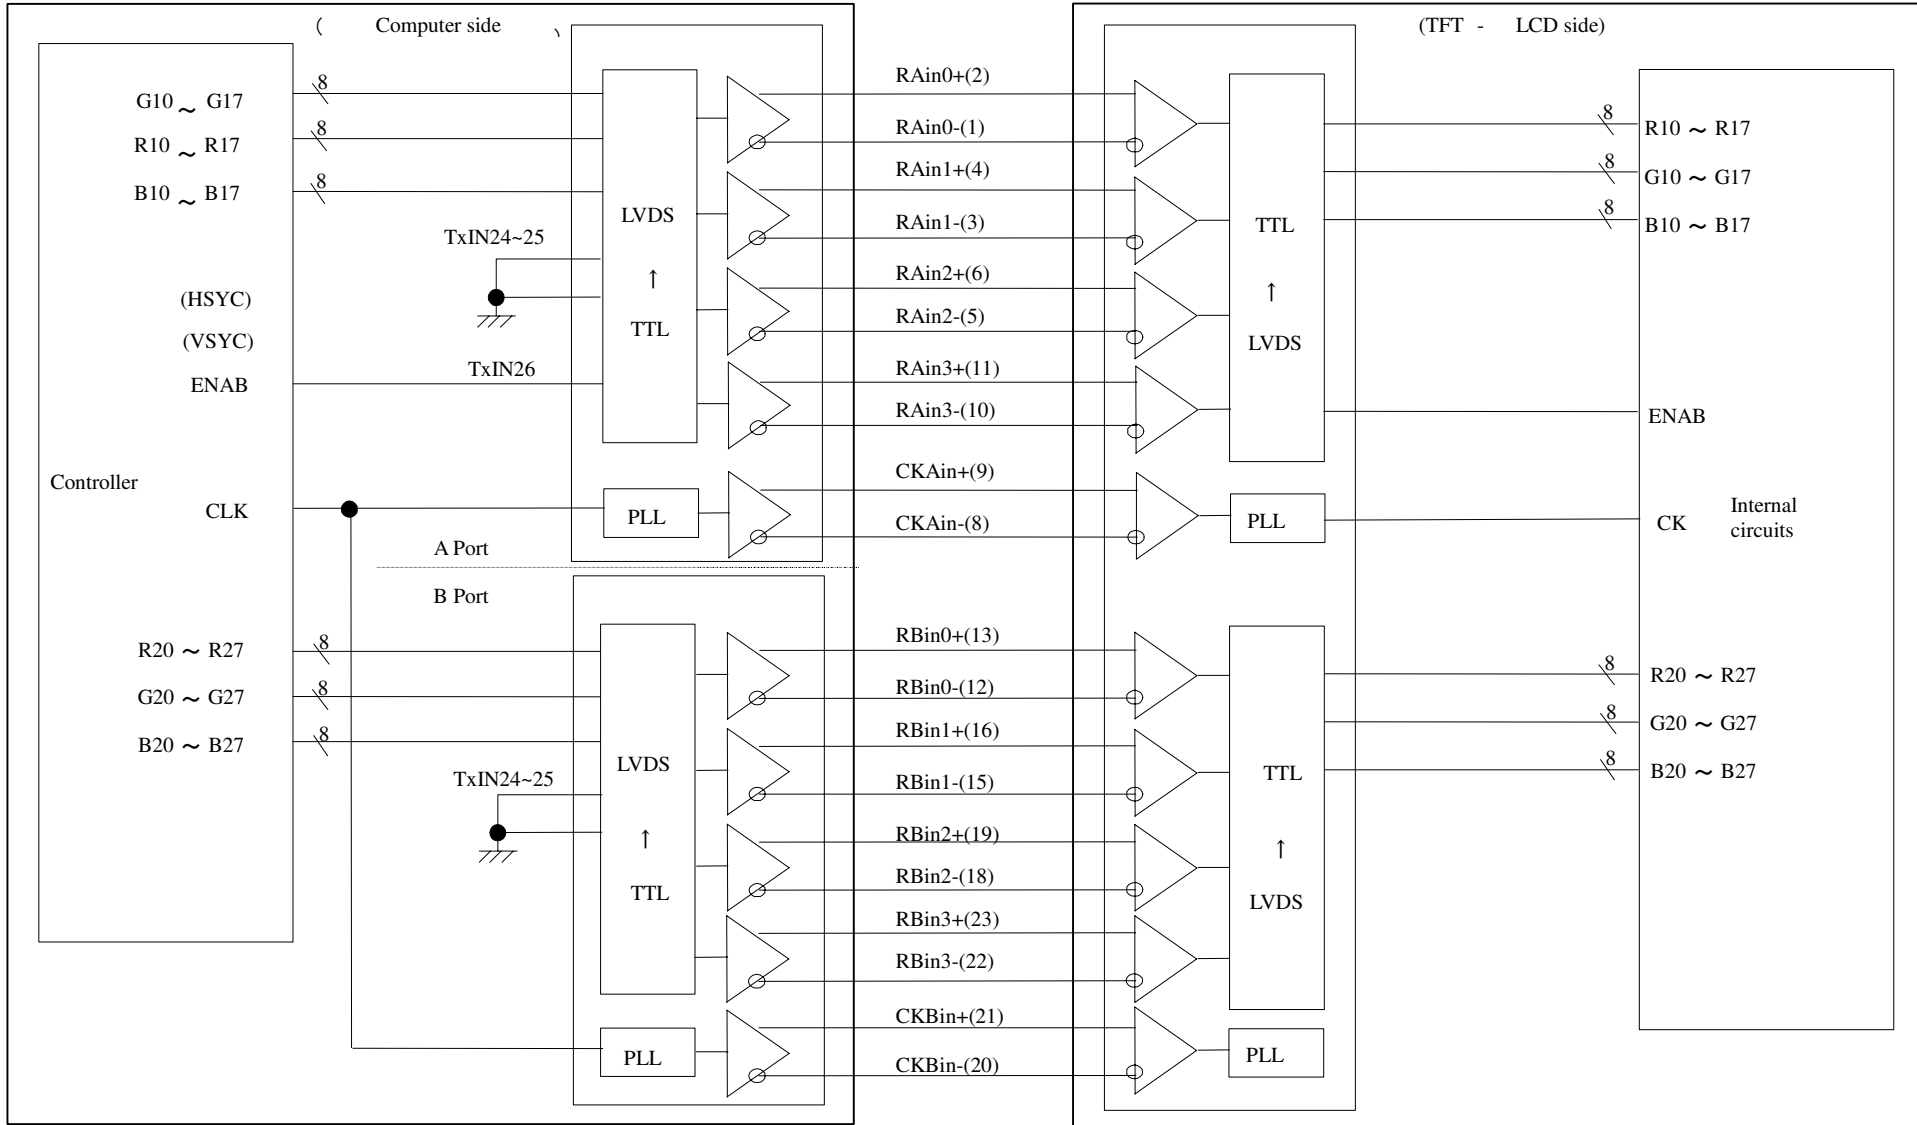 ( Computer side )
(TFT - LCD side)
G10 ~ G17
R10 ~ R17
B10 ~ B17
(HSYC)
(VSYC)
ENAB
Controller
CLK
R20 ~ R27
G20 ~ G27
B20 ~ B27
8
8
8
TxIN24~25
TxIN26
A Port
B Port
8
8
8
TxIN24~25
LVDS
↑
TTL
PLL
LVDS
↑
TTL
PLL
RAin0+(2)
RAin0-(1)
RAin1+(4)
RAin1-(3)
RAin2+(6)
RAin2-(5)
RAin3+(11)
RAin3-(10)
CKAin+(9)
CKAin-(8)
RBin0+(13)
RBin0-(12)
RBin1+(16)
RBin1-(15)
RBin2+(19)
RBin2-(18)
RBin3+(23)
RBin3-(22)
CKBin+(21)
CKBin-(20)
TTL
↑
LVDS
PLL
TTL
↑
LVDS
PLL
8
8
8
8
8
8
R10 ~ R17
G10 ~ G17
B10 ~ B17
ENAB
CK
Internal
circuits
R20 ~ R27
G20 ~ G27
B20 ~ B27